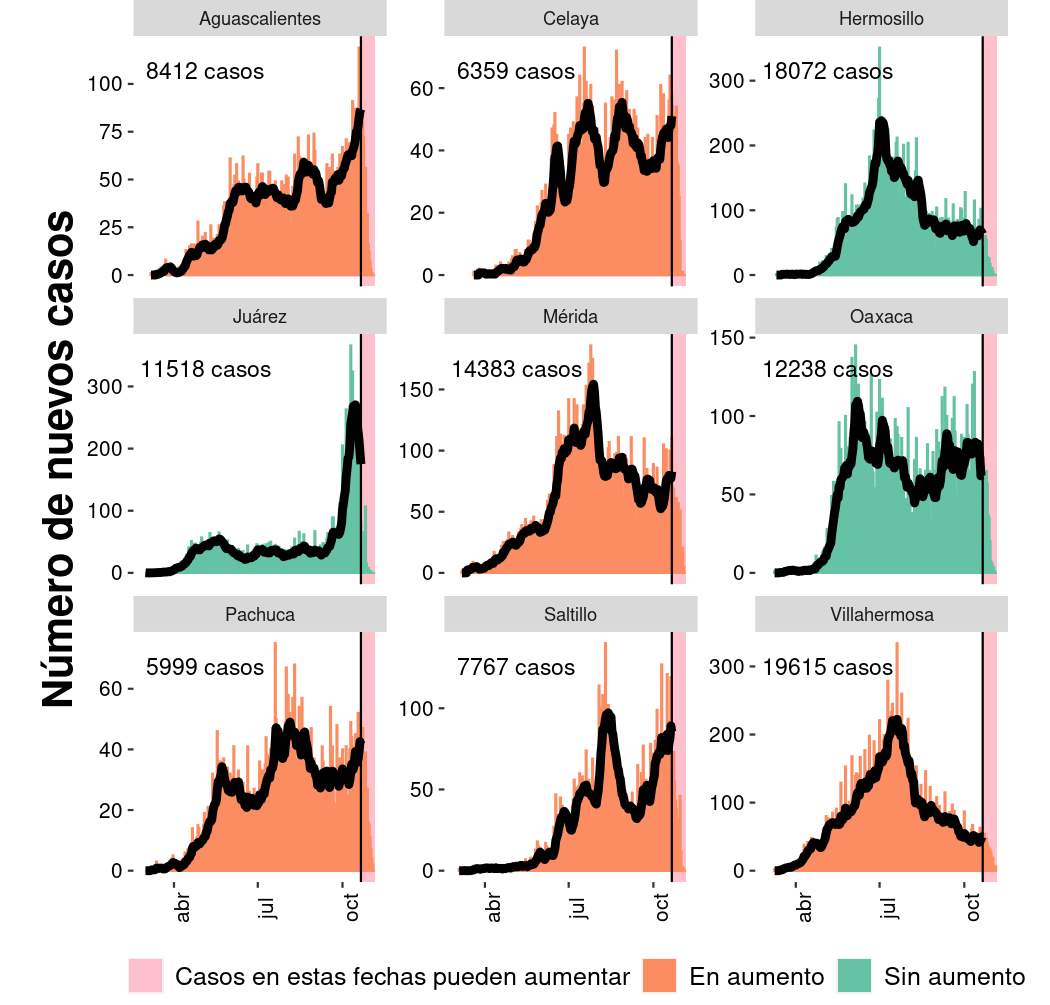 Aguascalientes
Celaya
Hermosillo
8412 casos
6359 casos
18072 casos
100
75
50
25
0
60
40
20
0
300
200
100
0
Juárez
Mérida
Oaxaca
11518 casos
14383 casos
12238 casos
300
200
100
0
150
100
50
0
150
100
50
0
Pachuca
Saltillo
Villahermosa
5999 casos
7767 casos
19615 casos
60
40
20
0
100
50
0
300
200
100
0
abr
jul
oct
abr
jul
oct
abr
jul
oct
Número de nuevos casos
Casos en estas fechas pueden aumentar
En aumento
Sin aumento